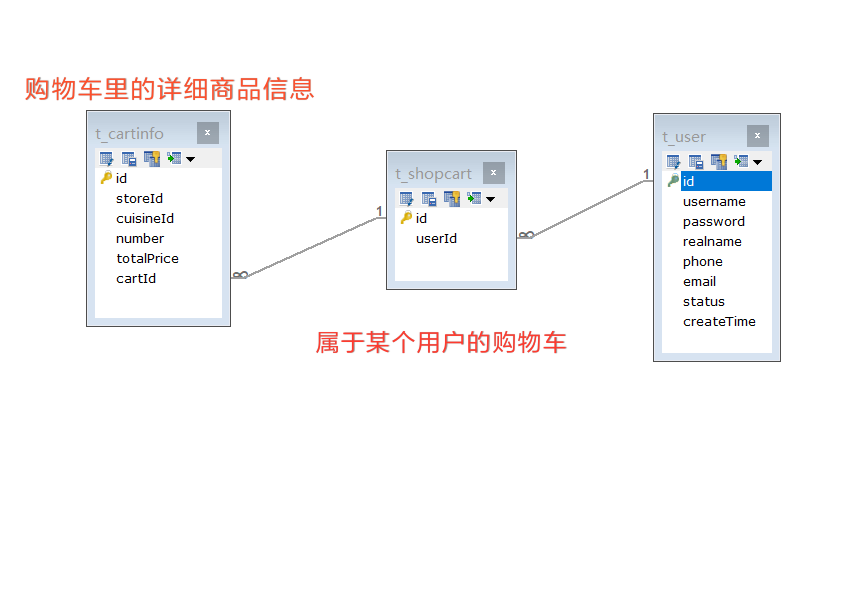 购物车里的详细商品信息
t_cartinfo
x
id
storeId
cuisineId
number
totalPrice
cartId
∞
1
t_shopcart
x
id
userId
∞
1
t_user
x
id
username
password
realname
phone
email
status
createTime
属于某个用户的购物车